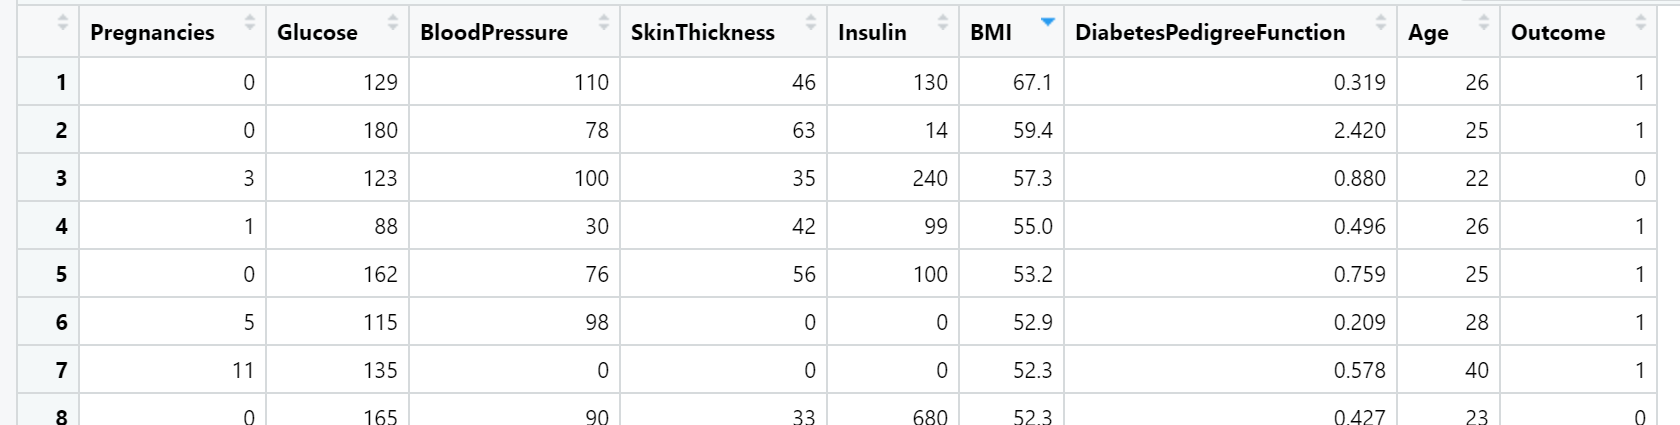 Pregnancies Glucose BloodPressure SkinThickness Insulin BMI DiabetesPedigreeFunction Age Outcome
1 0 129 110 46 130 67.1 0.319 26 1
2 0 180 78 63 14 59.4 2.420 25 1
3 3 123 100 35 240 57.3 0.880 22 0
4 1 88 30 42 99 55.0 0.496 26 1
5 0 162 76 56 100 53.2 0.759 25 1
6 5 115 98 0 0 52.9 0.209 28 1
7 11 135 0 0 0 52.3 0.578 40 1
8 0 165 90 33 680 52.3 0.427 23 0